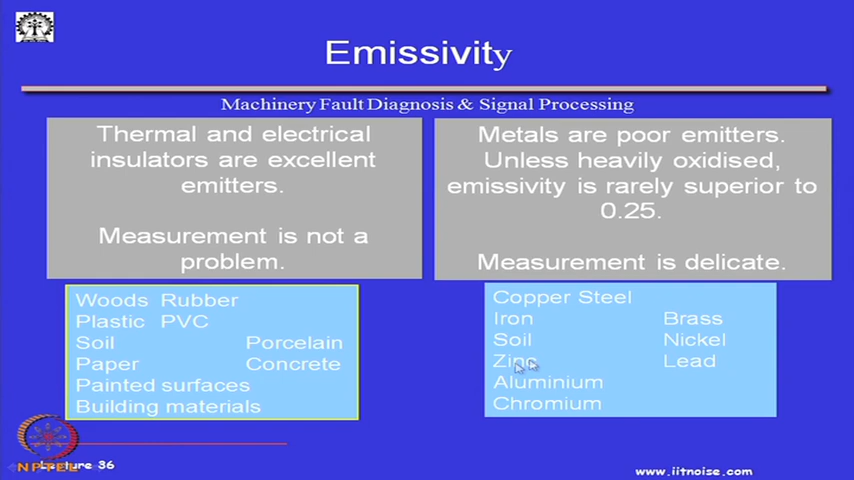 Emissivity
Machinery Fault Diagnosis & Signal Processing
Thermal and electrical
insulators are excellent
emitters.
Measurement is not a
problem.
Metals are poor emitters.
Unless heavily oxidised,
emissivity is rarely superior to
0.25.
Measurement is delicate.
Woods Rubber
Plastic PVC
Soil Porcelain
Paper Concrete
Painted surfaces
Building materials
Copper Steel
Iron Brass
Soil Nickel
Zinc Lead
Aluminium
Chromium
NPTEL
Lecture 36
www.iitnoise.com